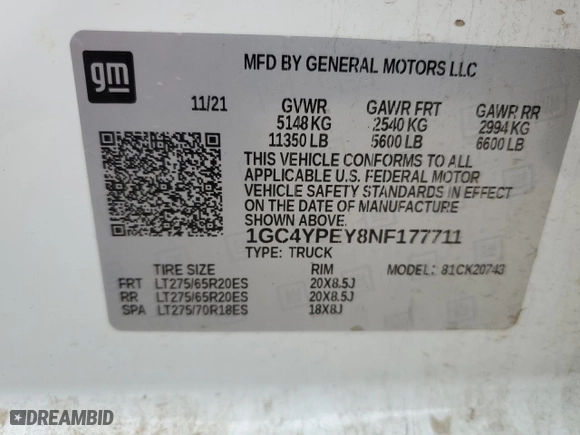 gm
MFD BY GENERAL MOTORS LLC
11/21 GVWR GAWR FRT GAWR RR
5148 KG 2540 KG 2994 KG
11350 LB 5600 LB 6600 LB
THIS VEHICLE CONFORMS TO ALL
APPLICABLE U.S. FEDERAL MOTOR
VEHICLE SAFETY STANDARDS IN EFFECT
ON THE DATE OF MANUFACTURE
SHOWN ABOVE.
1GC4YPEY8NF177711
TYPE: TRUCK
TIRE SIZE RIM MODEL: 81CK20743
FRT LT275/65R20ES 20X8.5J
RR LT275/65R20ES 20X8.5J
SPA LT275/70R18ES 18X8J
DREAMBID